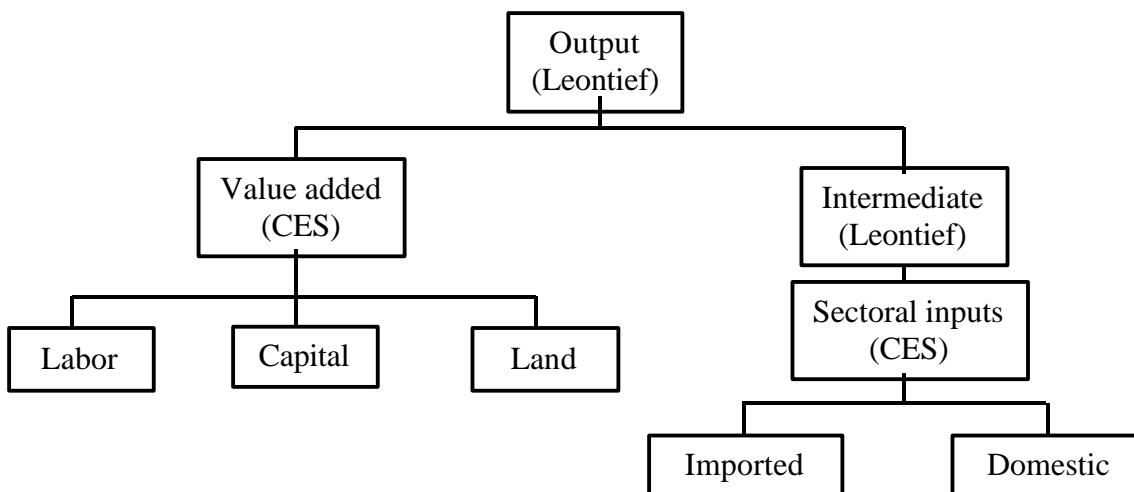 Output
(Leontief)
Value added
(CES)
Intermediate
(Leontief)
Sectoral inputs
(CES)
Labor
Capital
Land
Imported
Domestic